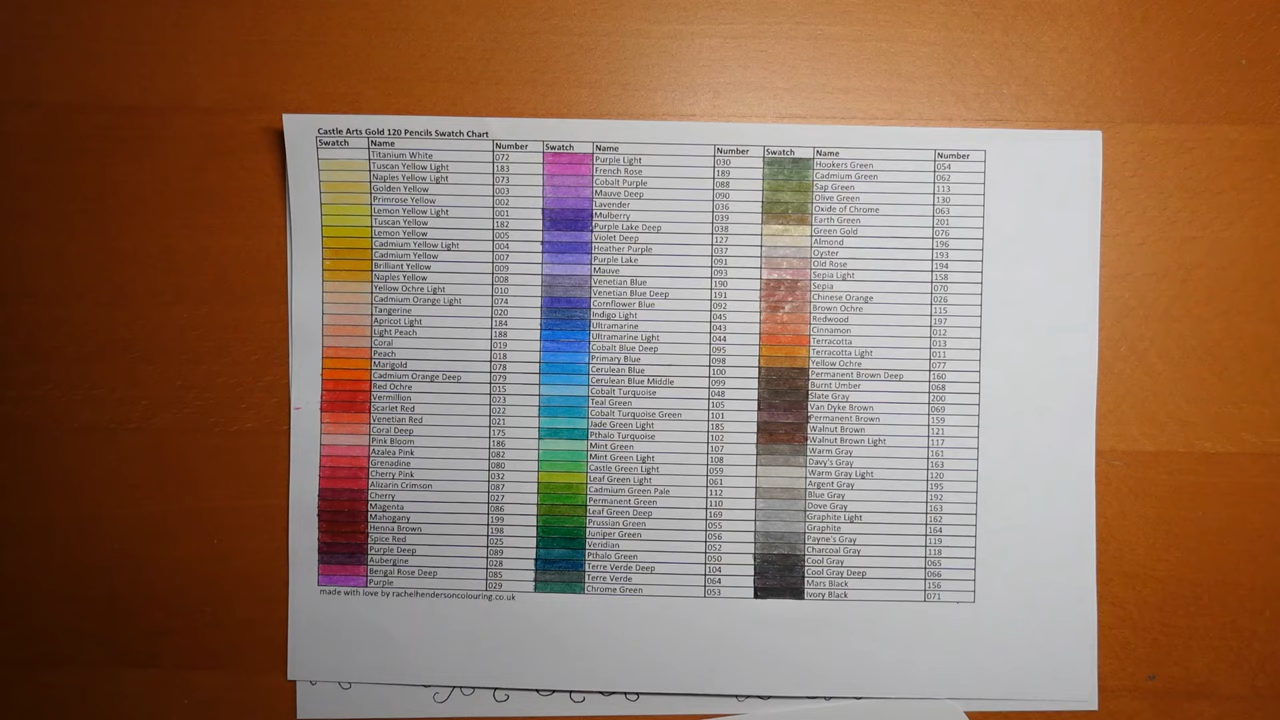 Castle Arts Gold 120 Pencils Swatch Chart
Swatch Name Number Swatch Name Number Swatch Name Number
Titanium White 072 Purple Light 030 Hookers Green 054
Tuscan Yellow Light 183 French Rose 189 Cadmium Green 062
Naples Yellow Light 073 Cobalt Purple 088 Sap Green 113
Golden Yellow 003 Mauve Deep 090 Olive Green 130
Primrose Yellow 002 Lavender 036 Oxide of Chrome 063
Lemon Yellow Light 001 Mulberry 039 Earth Green 201
Tuscan Yellow 182 Purple Lake Deep 038 Green Gold 076
Lemon Yellow 005 Violet Deep 127 Almond 196
Cadmium Yellow Light 004 Heather Purple 037 Oyster 193
Cadmium Yellow 007 Purple Lake 091 Old Rose 194
Brilliant Yellow 009 Mauve 093 Sepia Light 158
Naples Yellow 008 Venetian Blue 190 Sepia 070
Yellow Ochre Light 010 Venetian Blue Deep 191 Chinese Orange 026
Cadmium Orange Light 074 Cornflower Blue 092 Brown Ochre 115
Tangerine 020 Indigo Light 045 Redwood 197
Apricot Light 184 Ultramarine 043 Cinnamon 012
Light Peach 188 Ultramarine Light 044 Terracotta 013
Coral 019 Cobalt Blue Deep 095 Terracotta Light 011
Peach 018 Primary Blue 098 Yellow Ochre 077
Marigold 078 Cerulean Blue 100 Permanent Brown Deep 160
Cadmium Orange Deep 079 Cerulean Blue Middle 099 Burnt Umber 068
Red Ochre 015 Cobalt Turquoise 048 Slate Gray 200
Vermillion 023 Teal Green 105 Van Dyke Brown 069
Scarlet Red 022 Cobalt Turquoise Green 101 Permanent Brown 159
Venetian Red 021 Jade Green Light 185 Walnut Brown 121
Coral Deep 175 Pthalo Turquoise 102 Walnut Brown Light 117
Pink Bloom 186 Mint Green 107 Warm Gray 161
Azalea Pink 082 Mint Green Light 108 Davy's Gray 163
Grenadine 080 Castle Green Light 059 Warm Gray Light 120
Cherry Pink 032 Leaf Green Light 061 Argent Gray 195
Alizarin Crimson 087 Cadmium Green Pale 112 Blue Gray 192
Cherry 027 Permanent Green 110 Dove Gray 163
Magenta 086 Leaf Green Deep 169 Graphite Light 162
Mahogany 199 Prussian Green 055 Graphite 164
Henna Brown 198 Juniper Green 056 Payne's Gray 119
Spice Red 025 Veridian 052 Charcoal Gray 118
Purple Deep 089 Pthalo Green 050 Cool Gray 065
Aubergine 028 Terre Verte Deep 104 Cool Gray Deep 066
Bengal Rose Deep 085 Terre Verde 064 Mars Black 156
Purple 029 Chrome Green 053 Ivory Black 071
made with love by rachelhendersoncolouring.co.uk